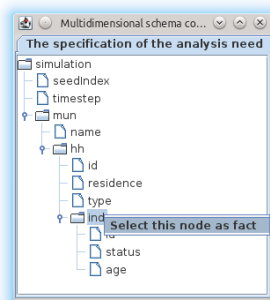 Multidimensional schema co...
The specification of the analysis need
simulation
seedIndex
timestep
mun
name
hh
id
residence
type
ind
Select this node as fact
id
status
age